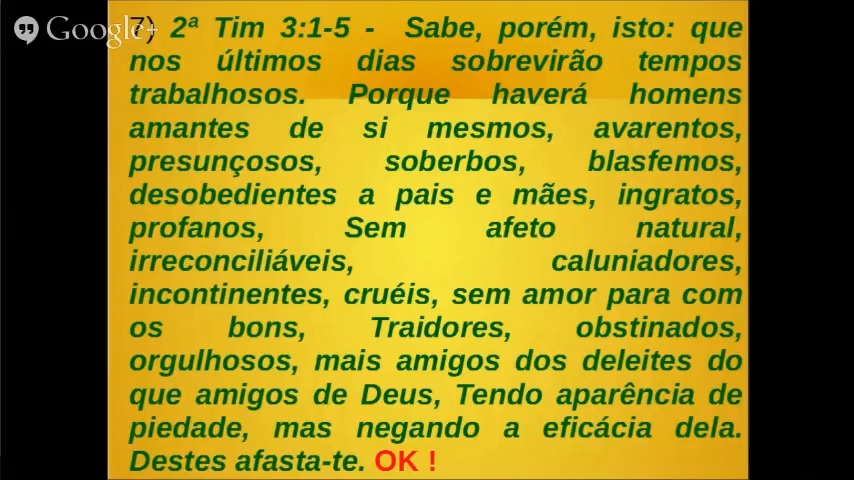 Google+
7) 2ª Tim 3:1-5 - Sabe, porém, isto: que
nos últimos dias sobrevirão tempos
trabalhosos. Porque haverá homens
amantes de si mesmos, avarentos,
presunçosos, soberbos, blasfemos,
desobedientes a pais e mães, ingratos,
profanos, Sem afeto natural,
irreconciliáveis, caluniadores,
incontinentes, cruéis, sem amor para com
os bons, Traidores, obstinados,
orgulhosos, mais amigos dos deleites do
que amigos de Deus, Tendo aparência de
piedade, mas negando a eficácia dela.
Destes afasta-te. OK !